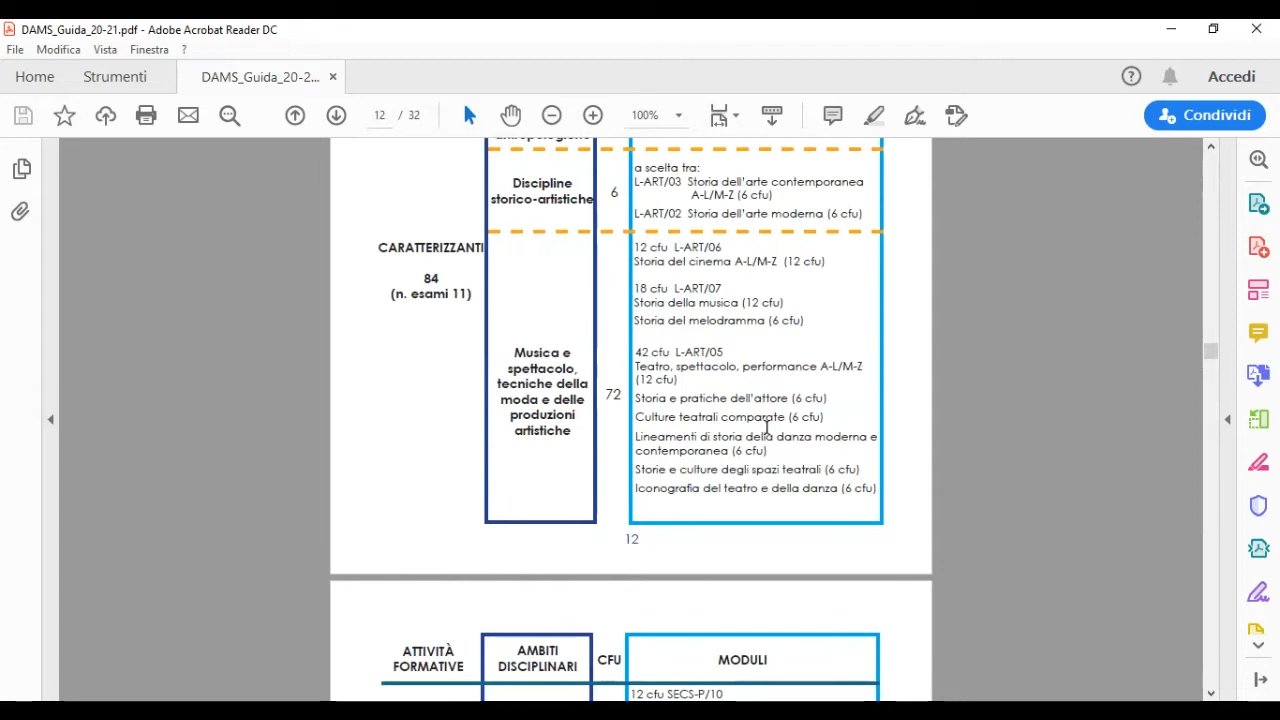 DAMS_Guida_20-21.pdf - Adobe Acrobat Reader DC
File Modifica Vista Finestra ?
Home Strumenti DAMS_Guida_20-2... × Accedi
12 / 32 100% Condividi
antropologiche
Discipline
storico-artistiche
6
a scelta tra:
L-ART/03 Storia dell'arte contemporanea
A-L/M-Z (6 cfu)
L-ART/02 Storia dell'arte moderna (6 cfu)
CARATTERIZZANTI
84
(n. esami 11)
Musica e
spettacolo,
tecniche della
moda e delle
produzioni
artistiche
72
12 cfu L-ART/06
Storia del cinema A-L/M-Z (12 cfu)
18 cfu L-ART/07
Storia della musica (12 cfu)
Storia del melodramma (6 cfu)
42 cfu L-ART/05
Teatro, spettacolo, performance A-L/M-Z
(12 cfu)
Storia e pratiche dell'attore (6 cfu)
Culture teatrali comparate (6 cfu)
Lineamenti di storia della danza moderna e
contemporanea (6 cfu)
Storie e culture degli spazi teatrali (6 cfu)
Iconografia del teatro e della danza (6 cfu)
12
ATTIVITÀ
FORMATIVE
AMBITI
DISCIPLINARI
CFU
MODULI
12 cfu SECS-P/10